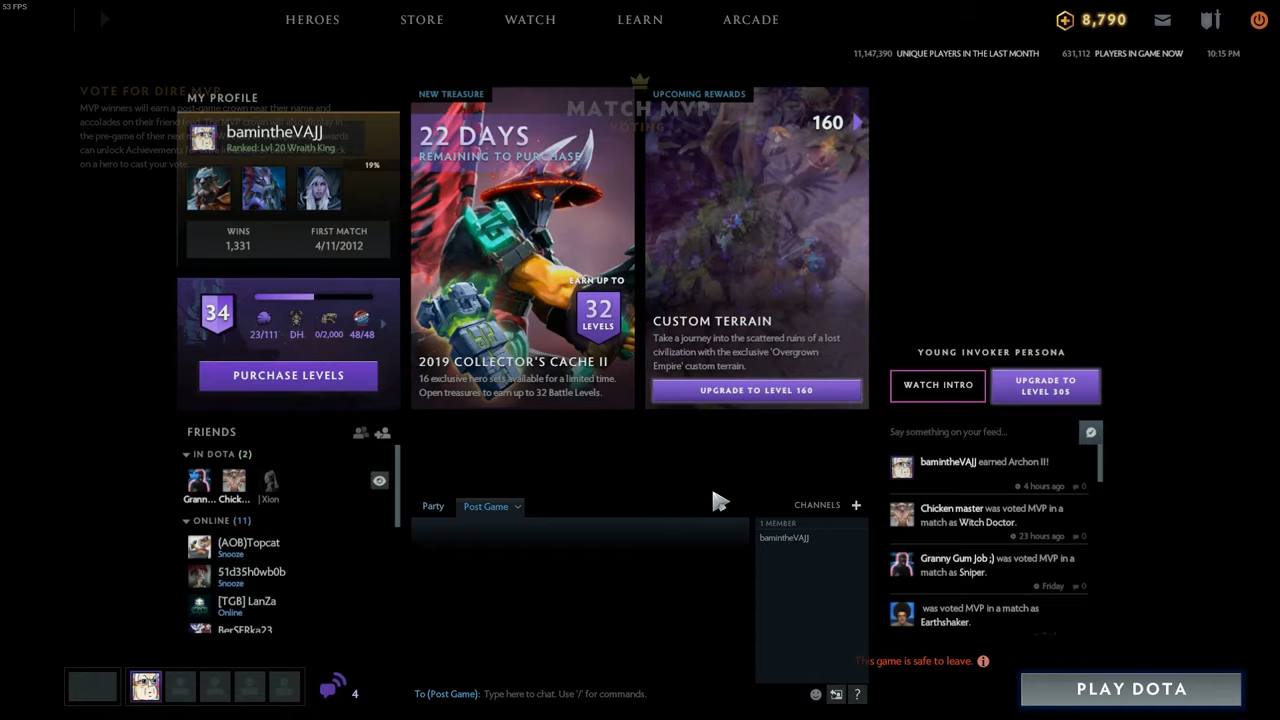 53 FPS
HEROES
STORE
WATCH
LEARN
ARCADE
8,790
11,147,390 UNIQUE PLAYERS IN THE LAST MONTH
631,112 PLAYERS IN GAME NOW
10:15 PM
VOTE FOR DIRE MVP
MVP winners will earn a post-game crown near their name and
accolades on their friend
MY PROFILE
bamintheVAJJ
Ranked: Lvl 20 Wraith King
19%
WINS
1,331
FIRST MATCH
4/11/2012
34
23/111
DH
0/2,000
48/48
PURCHASE LEVELS
NEW TREASURE
22 DAYS
REMAINING TO PURCHASE
EARN UP TO
32
LEVELS
2019 COLLECTOR'S CACHE II
16 exclusive hero sets available for a limited time.
Open treasures to earn up to 32 Battle Levels.
MATCH MVP
VOTING
UPCOMING REWARDS
160
CUSTOM TERRAIN
Take a journey into the scattered ruins of a lost
civilization with the exclusive 'Overgrown
Empire' custom terrain.
UPGRADE TO LEVEL 160
YOUNG INVOKER PERSONA
WATCH INTRO
UPGRADE TO
LEVEL 305
FRIENDS
IN DOTA (2)
Grann...
Chick...
|Xion
ONLINE (11)
(AOB)Topcat
Snooze
51d35h0wb0b
Snooze
[TGB] LanZa
Online
BerSERka23
Party
Post Game
CHANNELS
1 MEMBER
bamintheVAJJ
Say something on your feed...
bamintheVAJJ earned Archon II!
4 hours ago
0
Chicken master was voted MVP in a
match as Witch Doctor.
23 hours ago
0
Granny Gum Job ;) was voted MVP in a
match as Sniper.
Friday
0
was voted MVP in a match as
Earthshaker.
This game is safe to leave.
4
To (Post Game): Type here to chat. Use '/' for commands.
?
PLAY DOTA